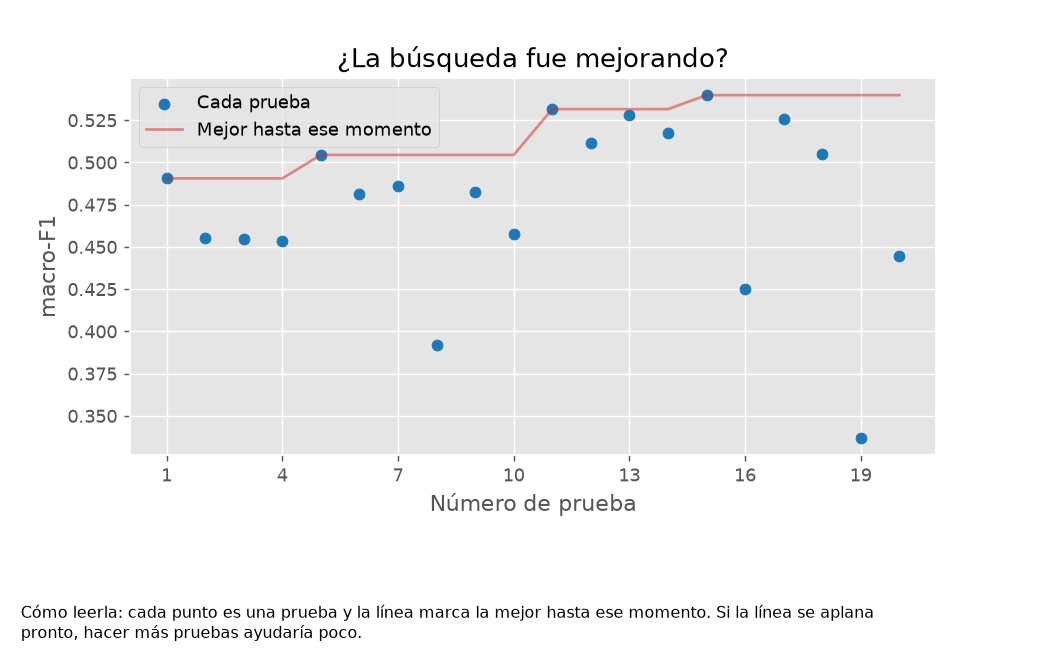 ¿La búsqueda fue mejorando?
Cada prueba
Mejor hasta ese momento
macro-F1
0.525
0.500
0.475
0.450
0.425
0.400
0.375
0.350
1 4 7 10 13 16 19
Número de prueba
Cómo leerla: cada punto es una prueba y la línea marca la mejor hasta ese momento. Si la línea se aplana
pronto, hacer más pruebas ayudaría poco.